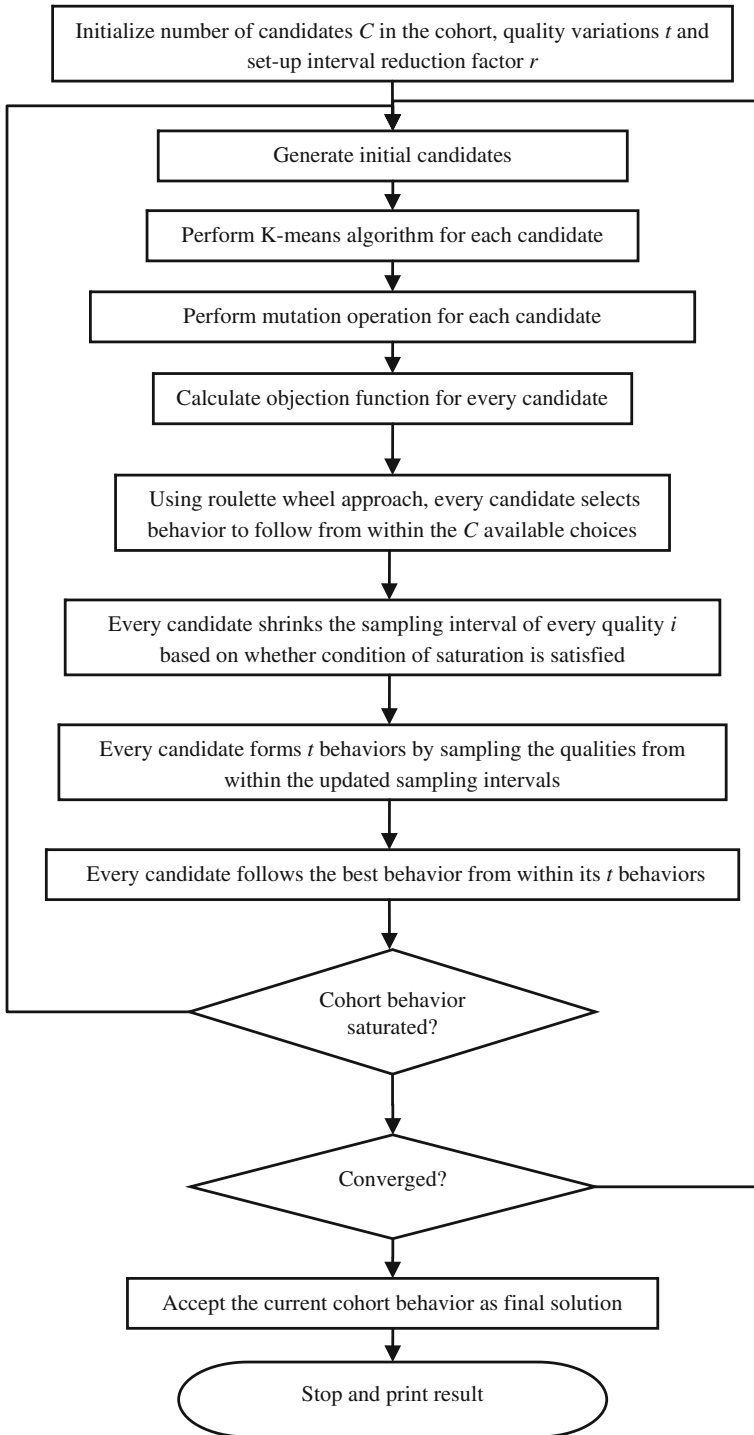 Initialize number of candidates C in the cohort, quality variations t and
set-up interval reduction factor r
Generate initial candidates
Perform K-means algorithm for each candidate
Perform mutation operation for each candidate
Calculate objection function for every candidate
Using roulette wheel approach, every candidate selects
behavior to follow from within the C available choices
Every candidate shrinks the sampling interval of every quality i
based on whether condition of saturation is satisfied
Every candidate forms t behaviors by sampling the qualities from
within the updated sampling intervals
Every candidate follows the best behavior from within its t behaviors
Cohort behavior
saturated?
Converged?
Accept the current cohort behavior as final solution
Stop and print result